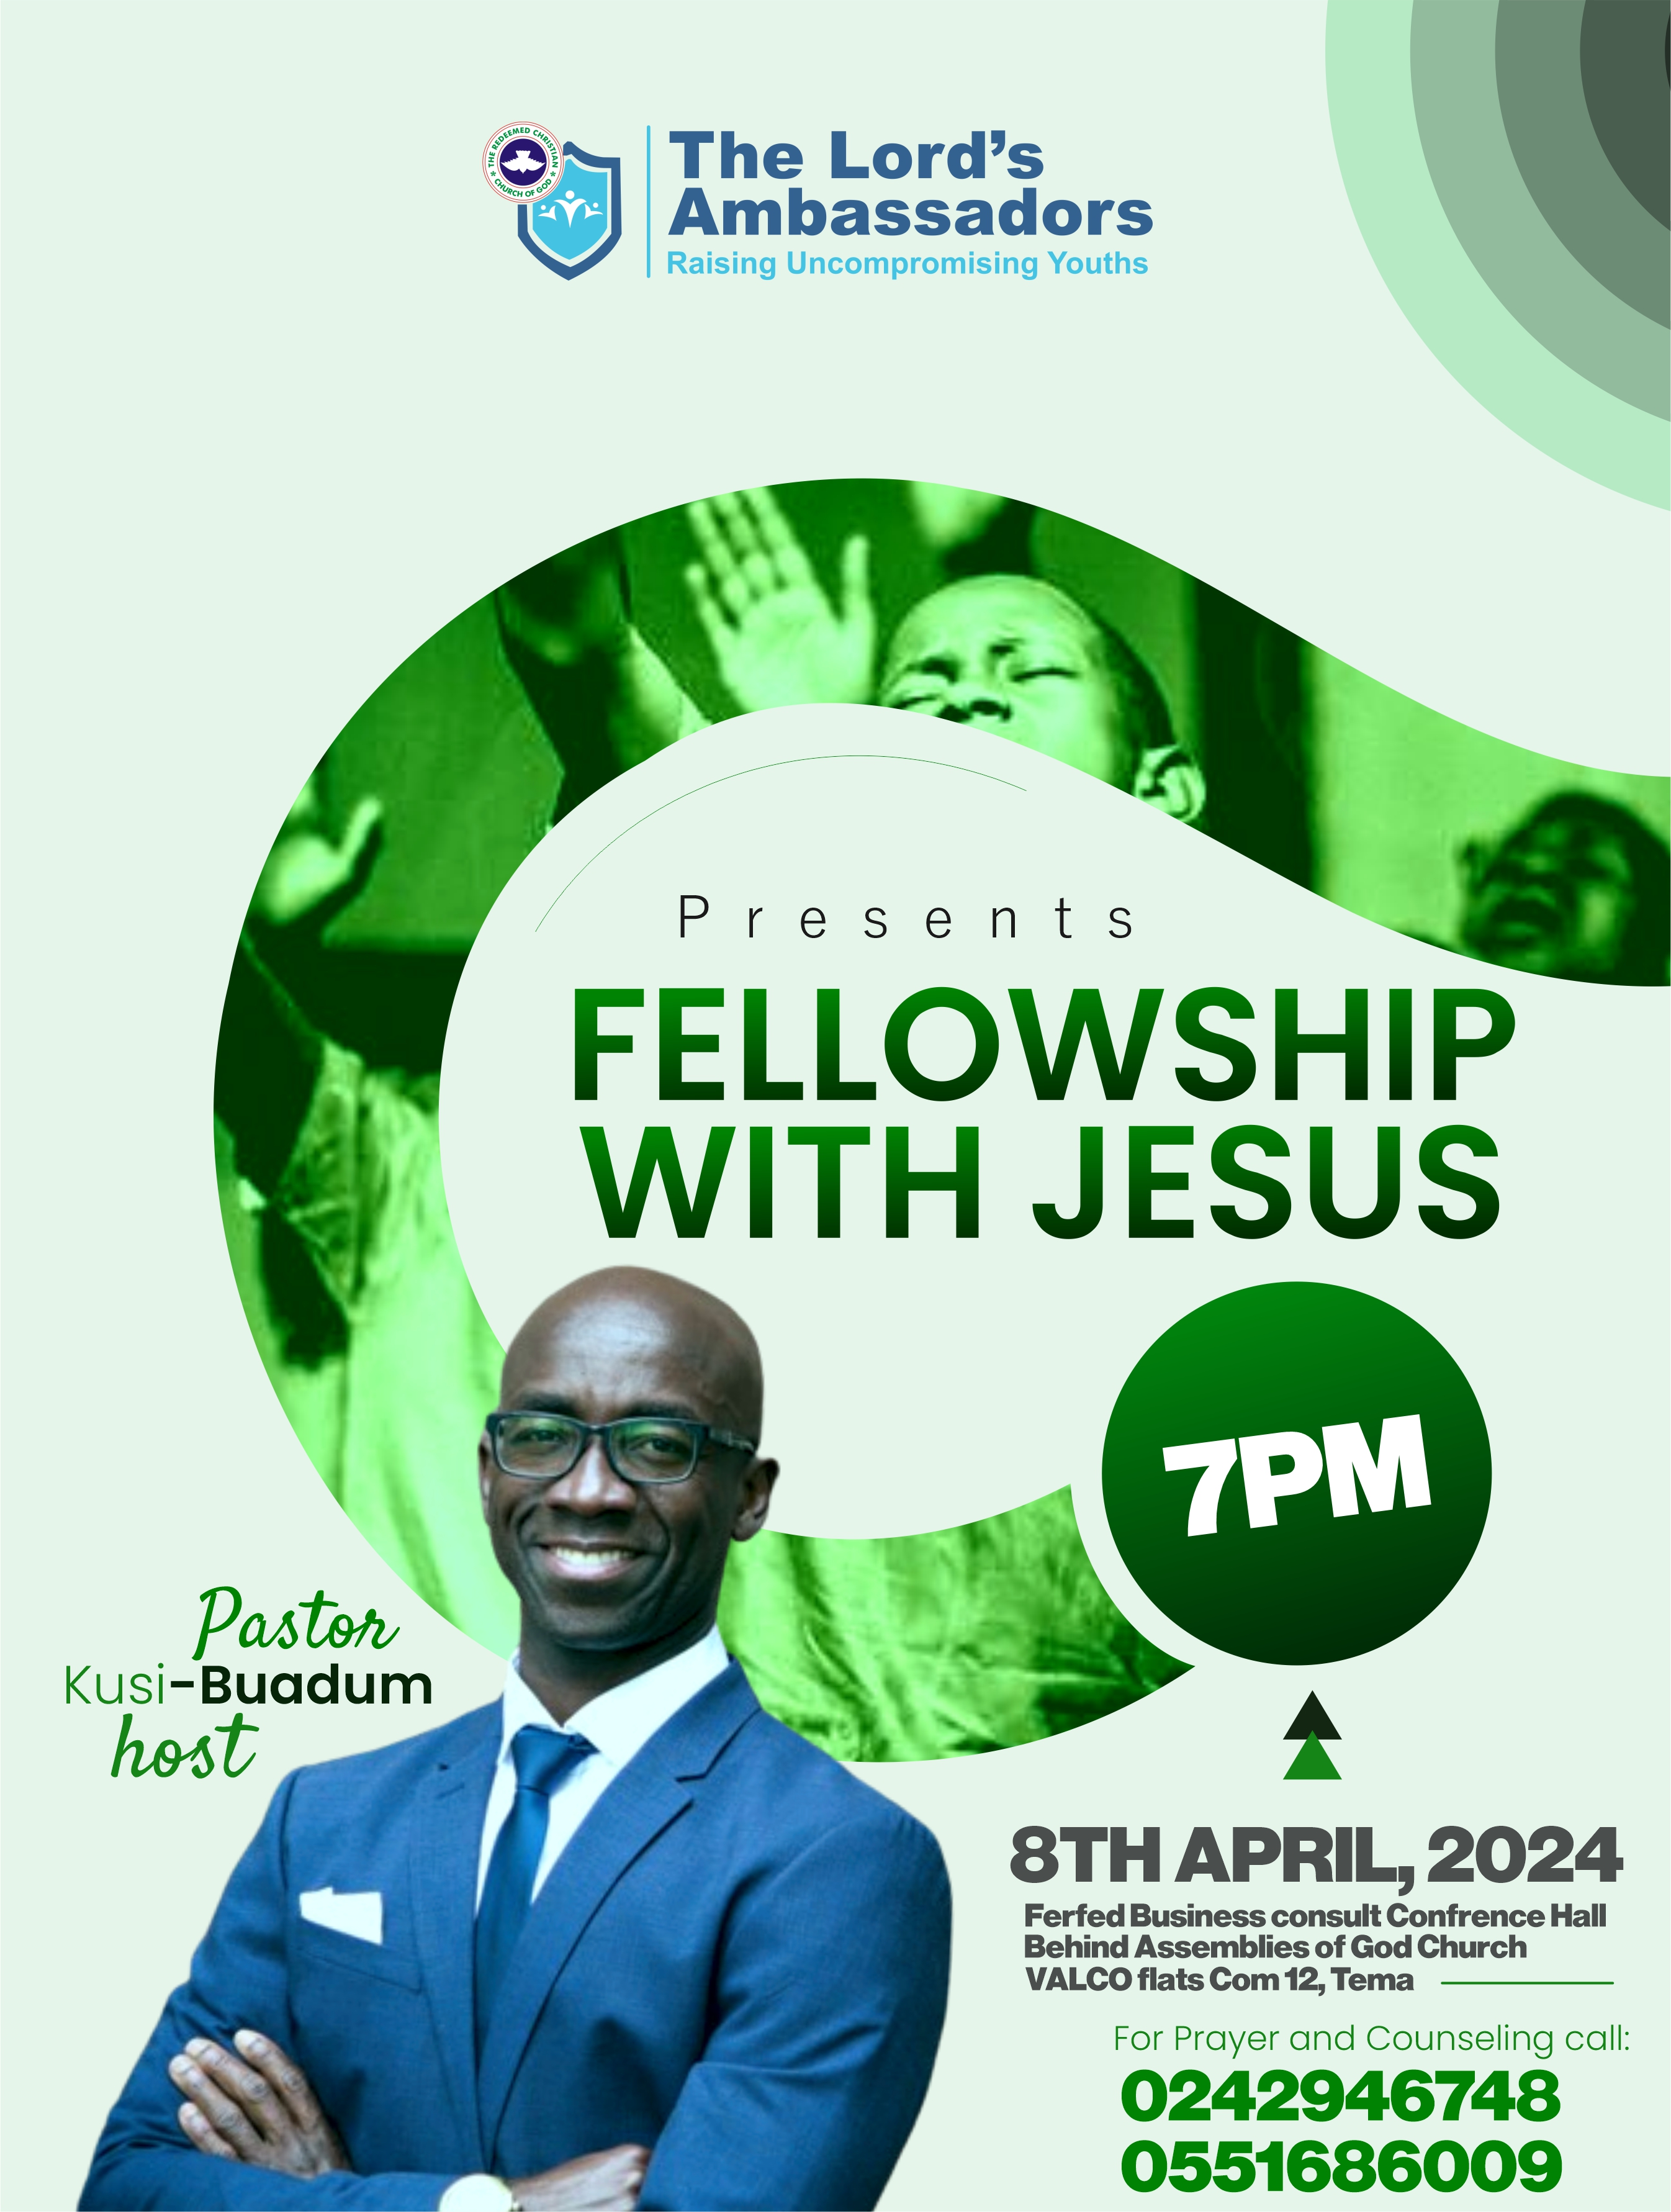 THE REDEEMED CHRISTIAN
CHURCH OF GOD
The Lord's
Ambassadors
Raising Uncompromising Youths
Presents
FELLOWSHIP
WITH JESUS
7PM
Pastor
Kusi-Buadum
host
8TH APRIL, 2024
Ferfed Business consult Confrence Hall
Behind Assemblies of God Church
VALCO flats Com 12, Tema
For Prayer and Counseling call:
0242946748
0551686009